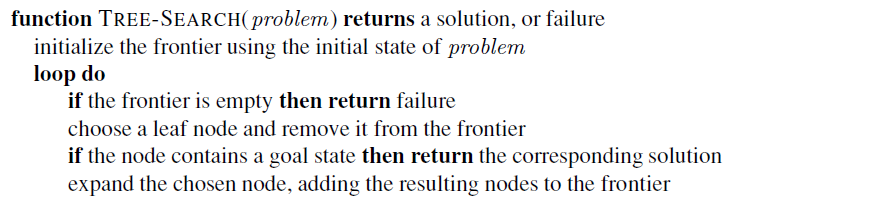 function TREE-SEARCH(problem) returns a solution, or failure
initialize the frontier using the initial state of problem
loop do
if the frontier is empty then return failure
choose a leaf node and remove it from the frontier
if the node contains a goal state then return the corresponding solution
expand the chosen node, adding the resulting nodes to the frontier